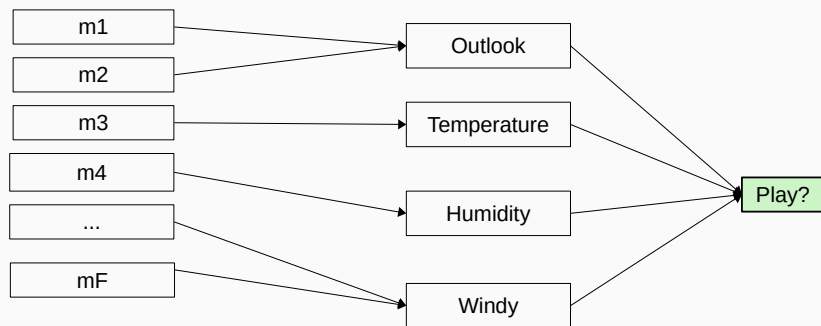 m1
m2
m3
m4
...
mF
Outlook
Temperature
Humidity
Windy
Play?